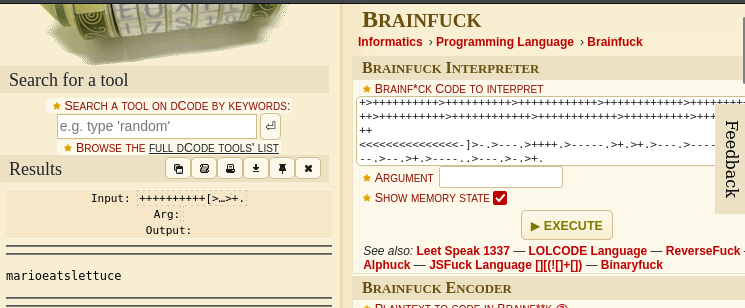 Search for a tool
★ SEARCH A TOOL ON DCODE BY KEYWORDS:
e.g. type 'random'
★ BROWSE THE FULL DCODE TOOLS' LIST
Results
Input: ++++++++++[>…>+.
Arg:
Output:
marioeatslettuce
BRAINFUCK
Informatics › Programming Language › Brainfuck
BRAINFUCK INTERPRETER
★ BRAINF*CK CODE TO INTERPRET
++
<<<<<<<<<<<<<<<<-]>-.>---.>++++.>-----.>+.>+.>---.>----
--.>--.>+.>----..>---.>-.>+.
★ ARGUMENT
★ SHOW MEMORY STATE
▶ EXECUTE
See also: Leet Speak 1337 — LOLCODE Language — ReverseFuck —
Alphuck — JSFuck Language [][(![]+[]) — Binaryfuck
BRAINFUCK ENCODER
★ PLAINTEXT TO CODE IN BRAINF**K
Feedback